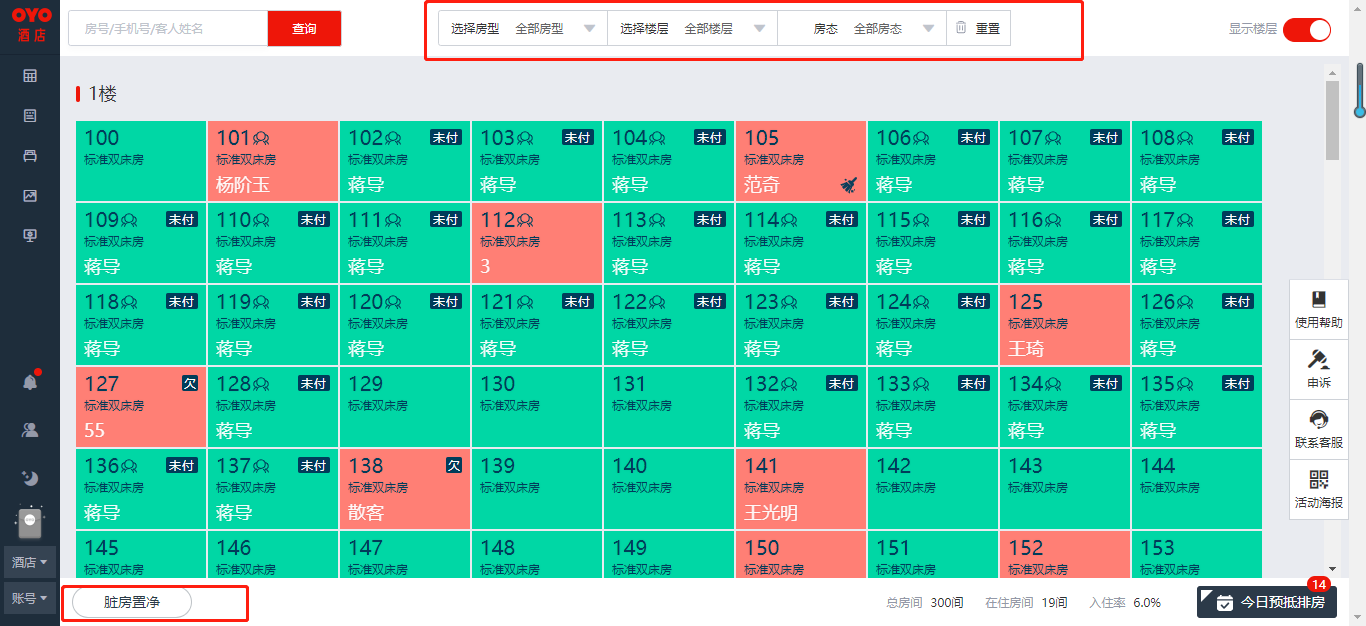 OYO
酒店
房号/手机号/客人姓名 查询 选择房型 全部房型 选择楼层 全部楼层 房态 全部房态 重置 显示楼层
1楼
100 101 102 未付 103 未付 104 未付 105 106 未付 107 未付 108 未付
标准双床房 标准双床房 标准双床房 标准双床房 标准双床房 标准双床房 标准双床房 标准双床房 标准双床房
杨阶玉 蒋导 蒋导 蒋导 范奇 蒋导 蒋导 蒋导
109 未付 110 未付 111 未付 112 113 未付 114 未付 115 未付 116 未付 117 未付
标准双床房 标准双床房 标准双床房 标准双床房 标准双床房 标准双床房 标准双床房 标准双床房 标准双床房
蒋导 蒋导 蒋导 3 蒋导 蒋导 蒋导 蒋导 蒋导
118 未付 119 未付 120 未付 121 未付 122 未付 123 未付 124 未付 125 126 未付
标准双床房 标准双床房 标准双床房 标准双床房 标准双床房 标准双床房 标准双床房 标准双床房 标准双床房
蒋导 蒋导 蒋导 蒋导 蒋导 蒋导 蒋导 王琦 蒋导
127 欠 128 未付 129 130 131 132 未付 133 未付 134 未付 135 未付
标准双床房 标准双床房 标准双床房 标准双床房 标准双床房 标准双床房 标准双床房 标准双床房 标准双床房
55 蒋导 蒋导 蒋导 蒋导 蒋导
136 未付 137 未付 138 欠 139 140 141 142 143 144
标准双床房 标准双床房 标准双床房 标准双床房 标准双床房 标准双床房 标准双床房 标准双床房 标准双床房
蒋导 蒋导 散客 王光明
145 146 147 148 149 150 151 152 153
标准双床房 标准双床房 标准双床房 标准双床房 标准双床房 标准双床房 标准双床房 标准双床房 标准双床房
使用帮助
申诉
联系客服
活动海报
酒店
账号
脏房置净 总房间 300间 在住房间 19间 入住率 6.0% 今日预抵排房 14